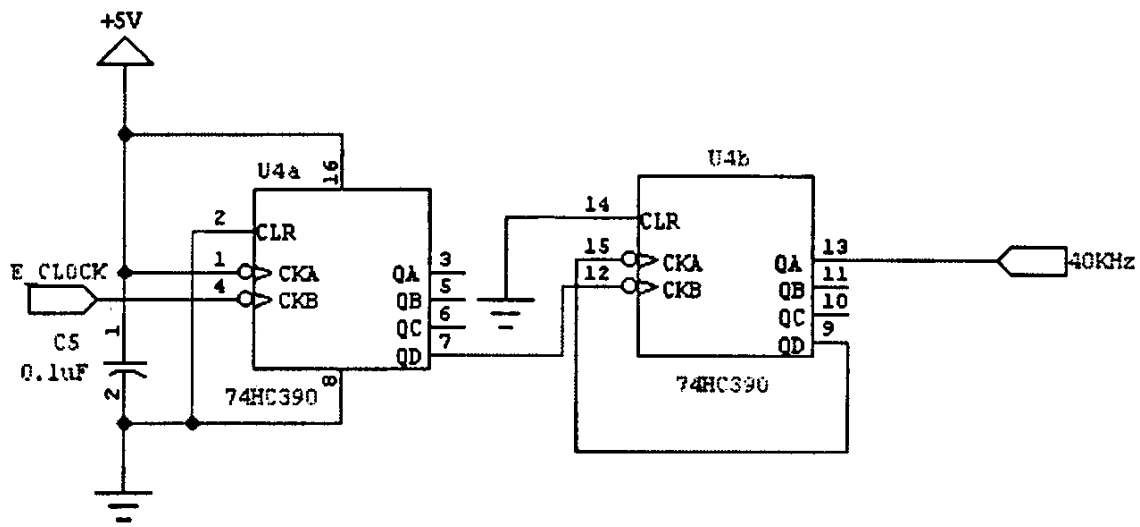 +5V
U4a
16
2
CLR
1
CKA
4
CKB
QA
3
QB
5
QC
6
QD
7
8
74HC390
E_CLOCK
1
C5
0.1uF
2
U4b
14
CLR
15
CKA
12
CKB
QA
13
QB
11
QC
10
QD
9
74HC390
40KHz